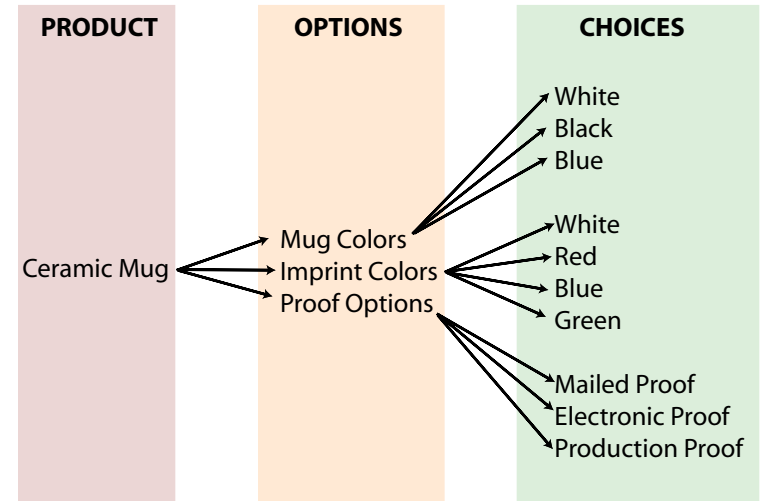 PRODUCT
OPTIONS
CHOICES
Ceramic Mug
Mug Colors
Imprint Colors
Proof Options
White
Black
Blue
White
Red
Blue
Green
Mailed Proof
Electronic Proof
Production Proof